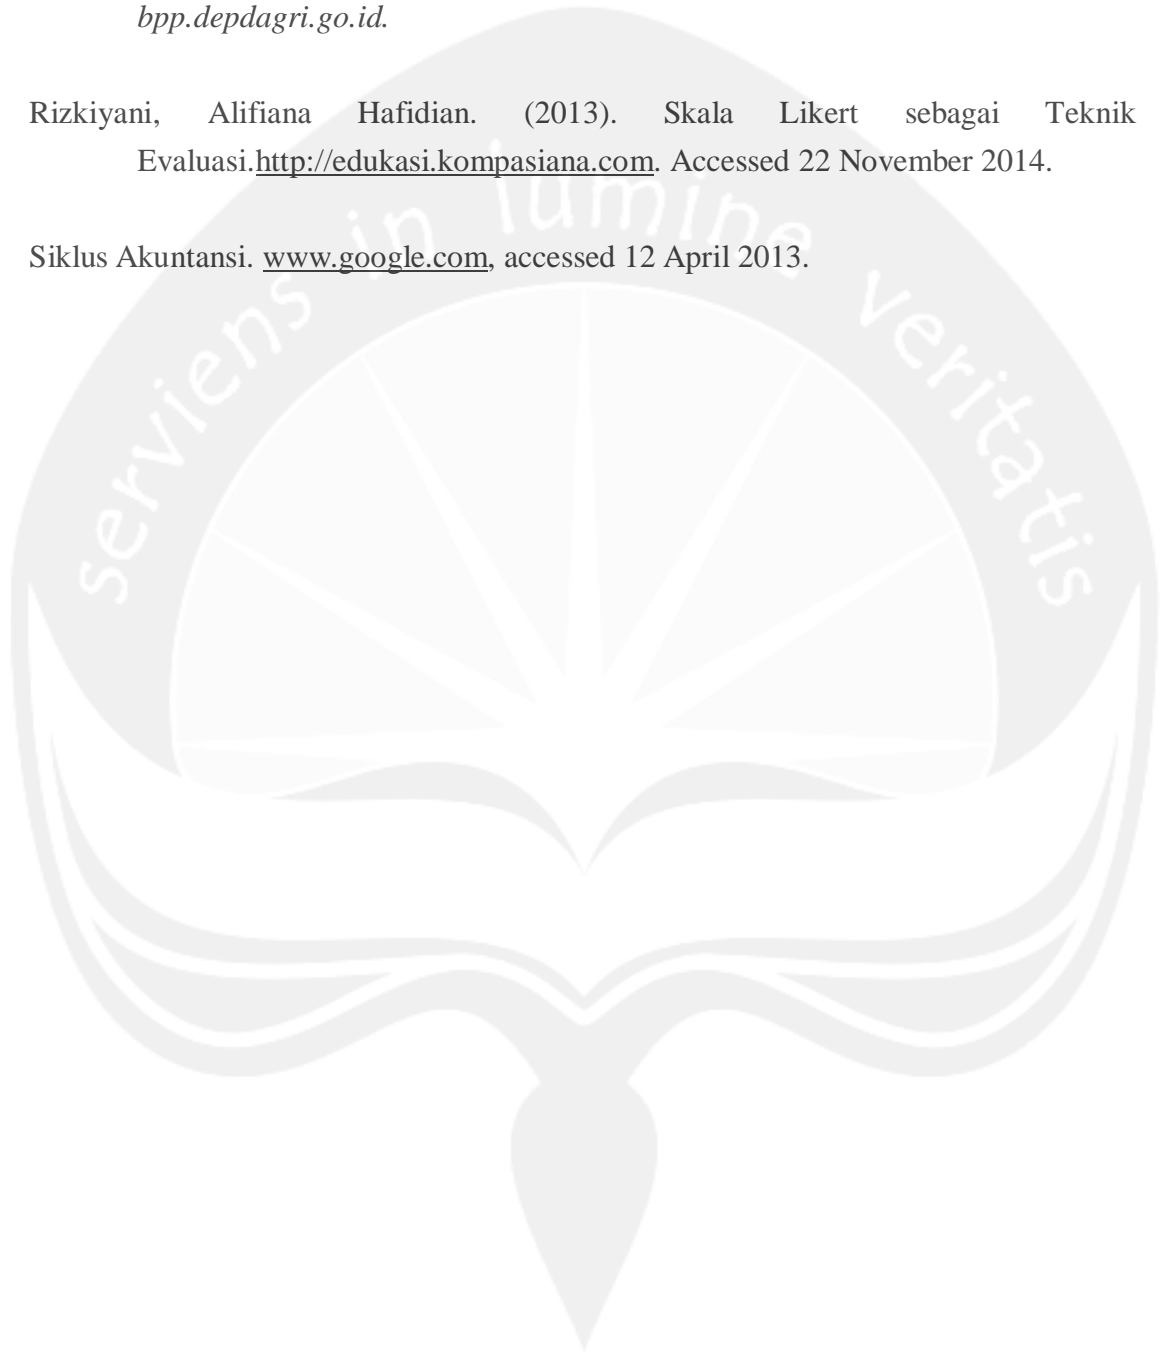 bpp.depdagri.go.id.
Rizkiyani, Alifiana Hafidian. (2013). Skala Likert sebagai Teknik
Evaluasi.http://edukasi.kompasiana.com. Accessed 22 November 2014.
Siklus Akuntansi. www.google.com, accessed 12 April 2013.
serviens in lumine veritatis